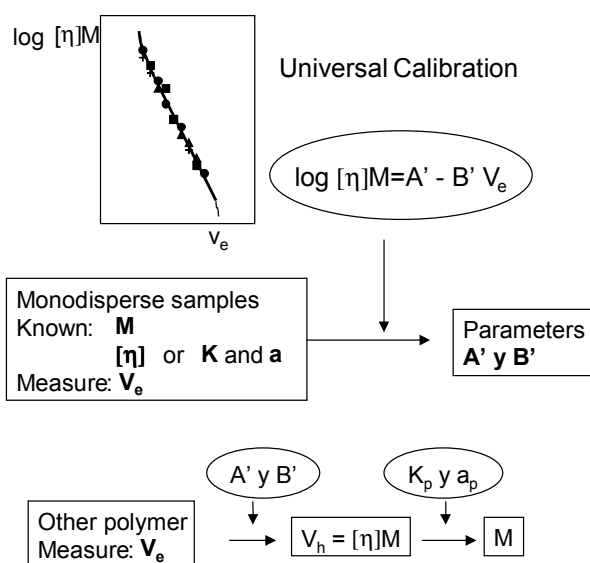 log [η]M
Universal Calibration
log [η]M=A’ - B’ Vₑ
vₑ
Monodisperse samples
Known: M
[η] or K and a
Measure: Vₑ
Parameters
A’ y B’
A’ y B’
Kₚ y aₚ
Other polymer
Measure: Vₑ
Vₕ = [η]M
M